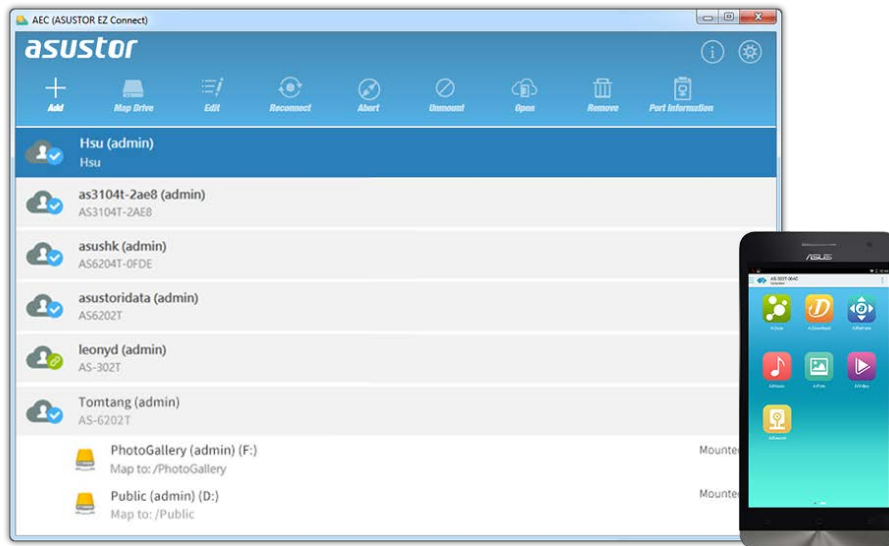 AEC (ASUSTOR EZ Connect)
asustor
Add
Map Drive
Edit
Reconnect
Abort
Unmount
Open
Remove
Port Information
Hsu (admin)
Hsu
as3104t-2ae8 (admin)
AS3104T-2AE8
asushk (admin)
AS6204T-0FDE
asustoridata (admin)
AS6202T
leonyd (admin)
AS-302T
Tomtang (admin)
AS-6202T
PhotoGallery (admin) (F:)
Mounte
Map to: /PhotoGallery
Public (admin) (D:)
Mounte
Map to: /Public
ASUS